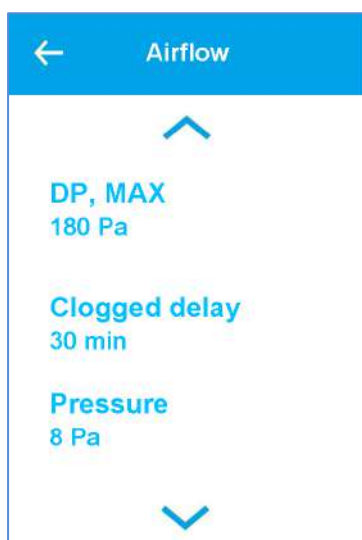 Airflow
DP, MAX
180 Pa
Clogged delay
30 min
Pressure
8 Pa